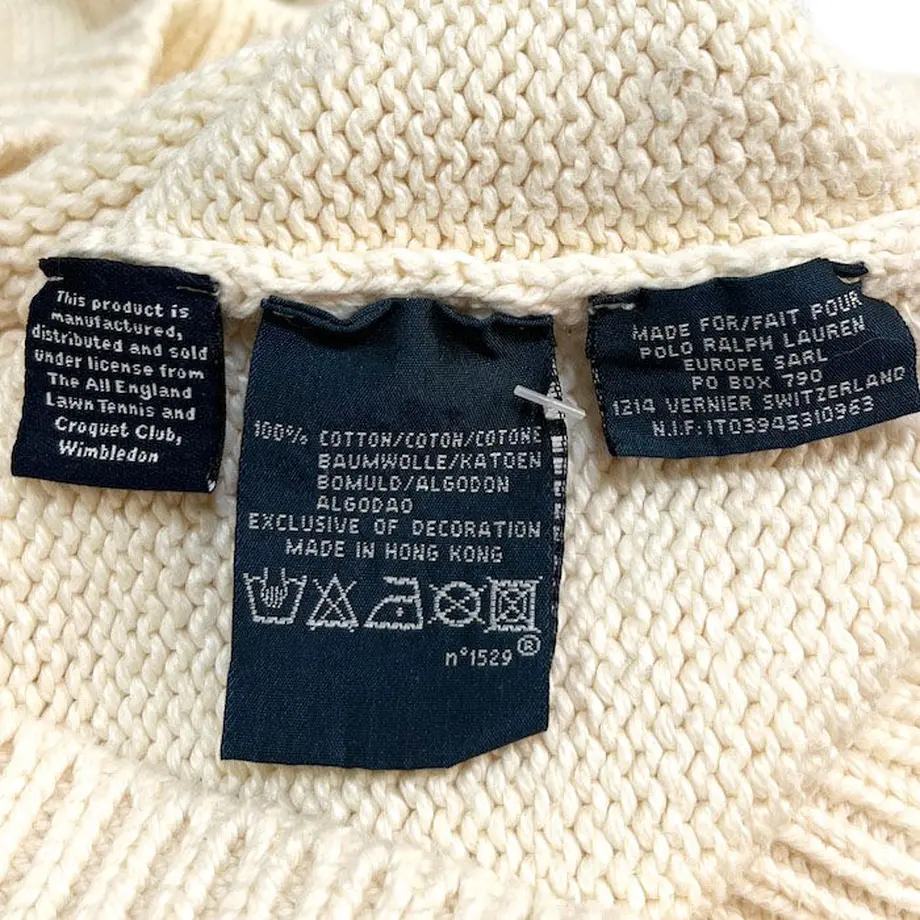 This product is
manufactured,
distributed and sold
under license from
The All England
Lawn Tennis and
Croquet Club,
Wimbledon
100% COTTON/COTON/COTONE
BAUMWOLLE/KATOEN
BOMULD/ALGODON
ALGODAO
EXCLUSIVE OF DECORATION
MADE IN HONG KONG
n°1529®
MADE FOR/FAIT POUR
POLO RALPH LAUREN
EUROPE SARL
PO BOX 790
1214 VERNIER SWITZERLAND
N.I.F: IT03945310963